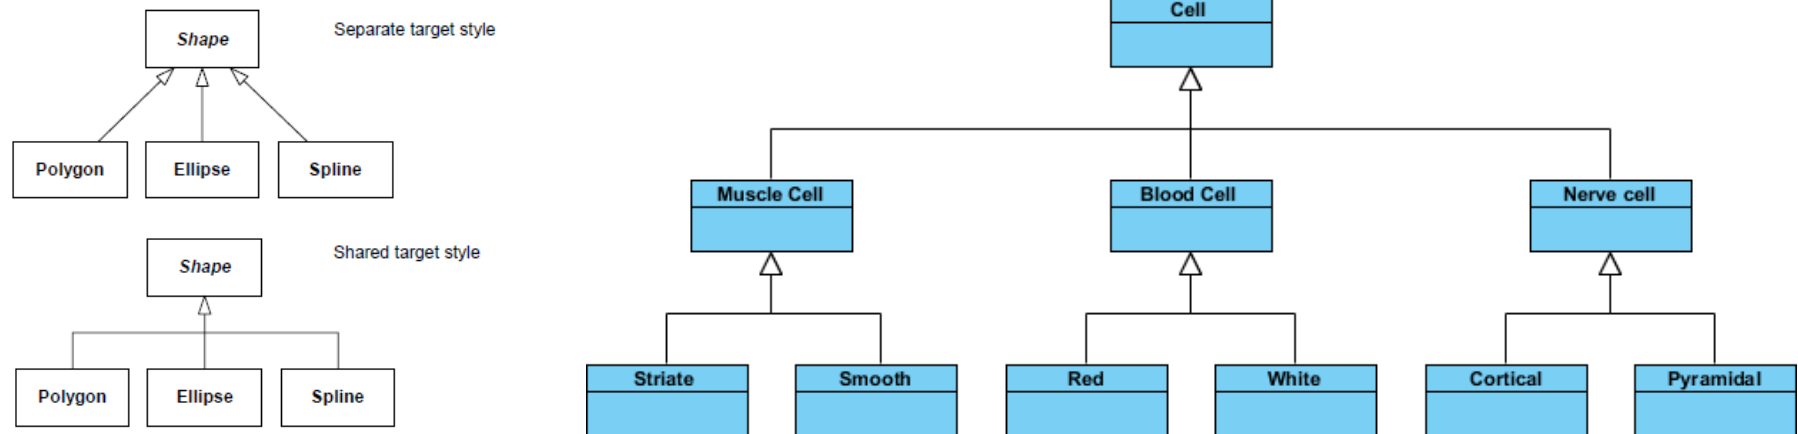 Shape
Separate target style
Polygon
Ellipse
Spline
Shape
Shared target style
Polygon
Ellipse
Spline
Cell
Muscle Cell
Blood Cell
Nerve cell
Striate
Smooth
Red
White
Cortical
Pyramidal